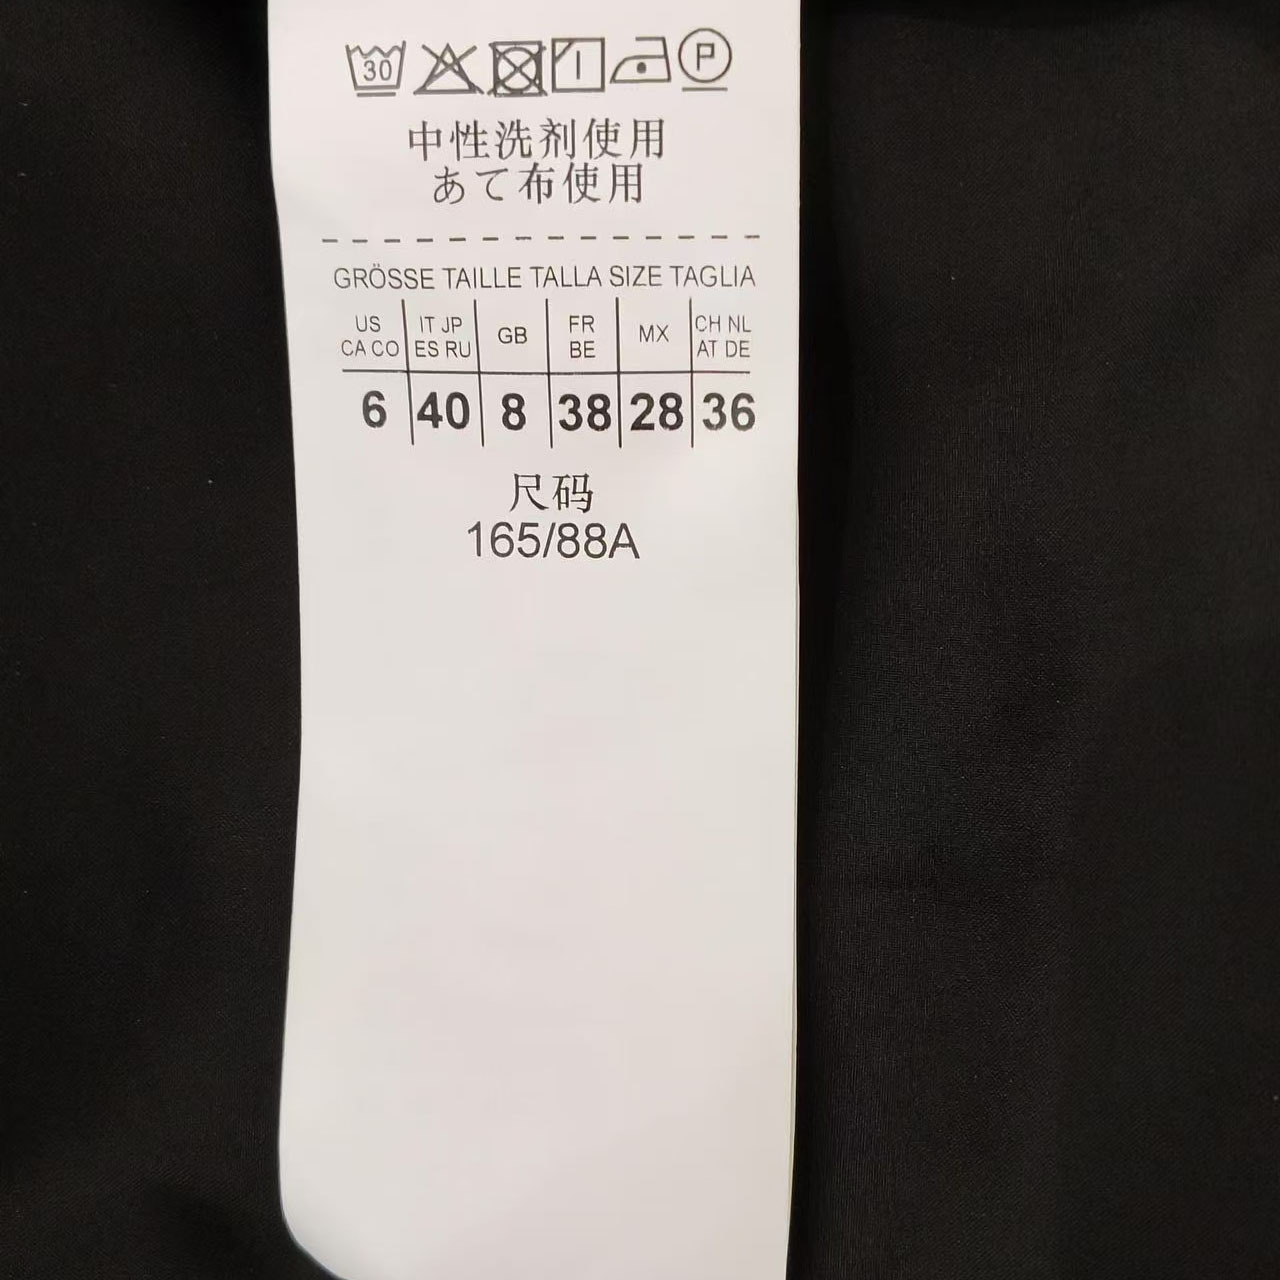 30 P
中性洗剤使用
あて布使用
GRÖSSE TAILLE TALLA SIZE TAGLIA
US IT JP GB FR MX CH NL
CA CO ES RU BE AT DE
6 40 8 38 28 36
尺码
165/88A